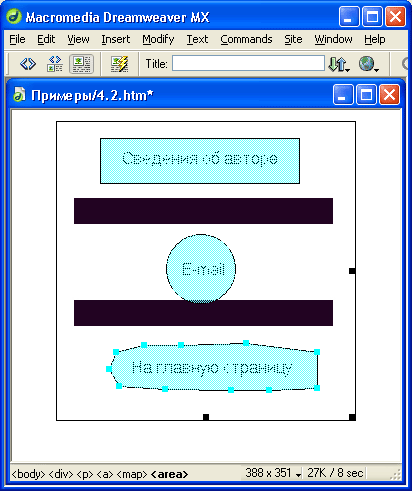 Macromedia Dreamweaver MX
File Edit View Insert Modify Text Commands Site Window Help
Title:
Примеры/4.2.htm*
Сведения об авторе
E-mail
На главную страницу
<body> <div> <p> <a> <map> <area> 388 x 351 27K / 8 sec